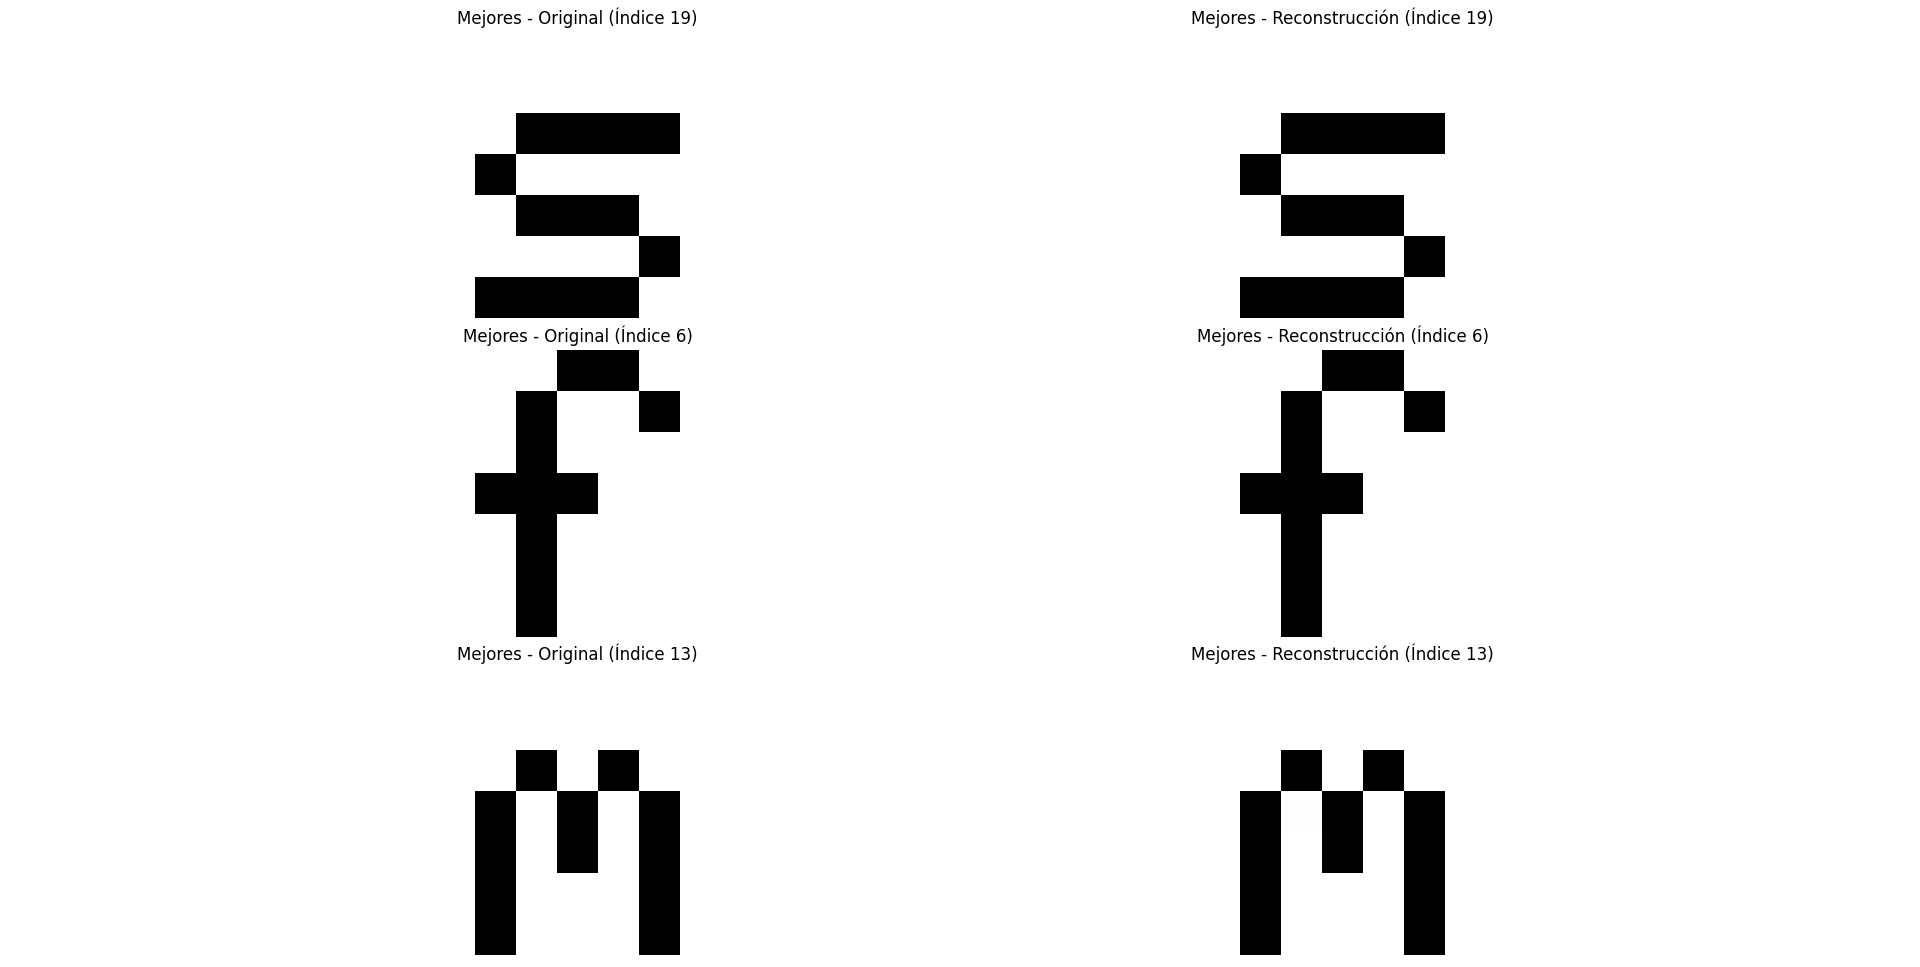 Mejores - Original (Índice 19) Mejores - Reconstrucción (Índice 19)
s s
Mejores - Original (Índice 6) Mejores - Reconstrucción (Índice 6)
f f
Mejores - Original (Índice 13) Mejores - Reconstrucción (Índice 13)
m m